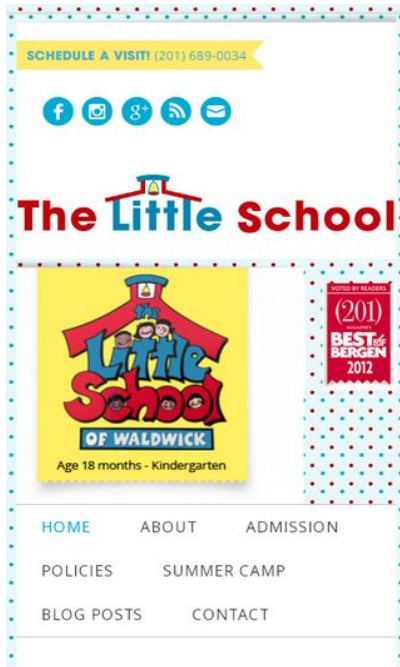 SCHEDULE A VISIT! (201) 689-0034
g+
The Little School
VOTED BY READERS
(201)
MAGAZINE'S
BEST of
BERGEN
2012
the
Little
School
OF WALDWICK
Age 18 months - Kindergarten
HOME ABOUT ADMISSION
POLICIES SUMMER CAMP
BLOG POSTS CONTACT